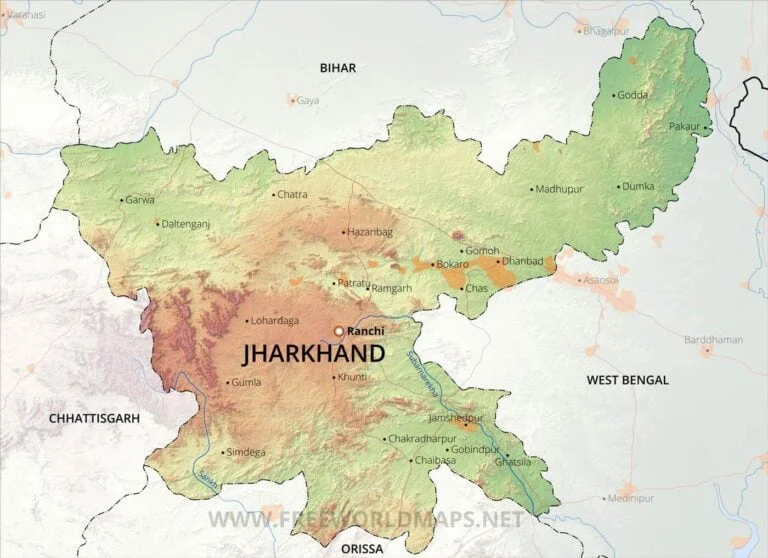 Varanasi
Bhagalpur
BIHAR
Gaya
Godda
Pakaur
Garwa
Chatra
Madhupur
Dumka
Daltenganj
Hazaribag
Gomoh
Bokaro
Dhanbad
Patratu
Ramgarh
Chas
Asansol
Lohardaga
Ranchi
JHARKHAND
Barddhaman
Subarnarekha
Gumla
Khunti
WEST BENGAL
CHHATTISGARH
Jamshedpur
Chakradharpur
Simdega
Gobindpur
Chaibasa
Ghatsila
Sankh
Medinipur
WWW.FREEWORLDMAPS.NET
ORISSA